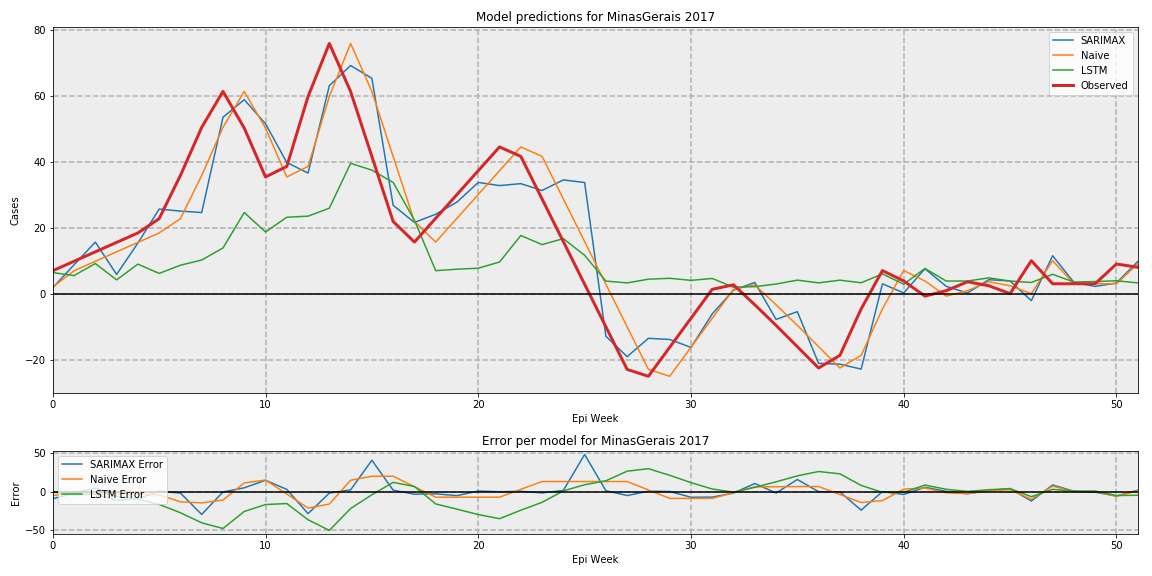 Model predictions for MinasGerais 2017
80
60
40
20
0
−20
Cases
SARIMAX
Naive
LSTM
Observed
0 10 20 30 40 50
Epi Week
Error per model for MinasGerais 2017
50
0
−50
Error
SARIMAX Error
Naive Error
LSTM Error
0 10 20 30 40 50
Epi Week